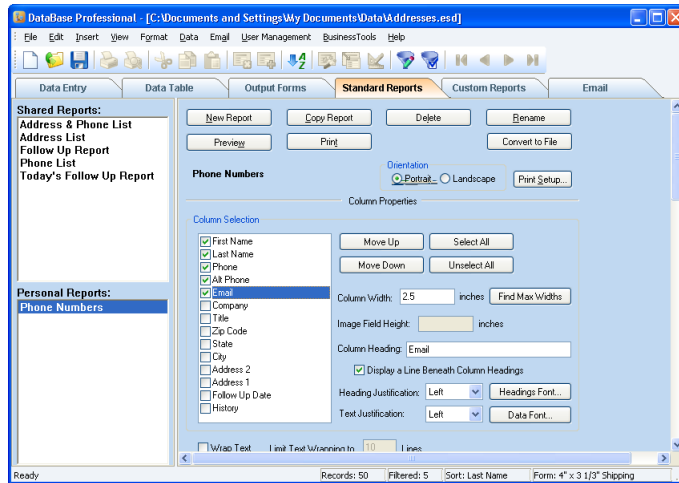 DataBase Professional - [C:\Documents and Settings\My Documents\Data\Addresses.esd]
File Edit Insert View Format Data Email User Management BusinessTools Help
Data Entry Data Table Output Forms Standard Reports Custom Reports Email
Shared Reports:
Address & Phone List
Address List
Follow Up Report
Phone List
Today's Follow Up Report
Personal Reports:
Phone Numbers
New Report Copy Report Delete Rename
Preview Print Convert to File
Phone Numbers
Orientation
Portrait Landscape
Print Setup...
Column Properties
Column Selection
First Name
Last Name
Phone
Alt Phone
Email
Company
Title
Zip Code
State
City
Address 2
Address 1
Follow Up Date
History
Move Up Select All
Move Down Unselect All
Column Width: 2.5 inches Find Max Widths
Image Field Height: inches
Column Heading: Email
Display a Line Beneath Column Headings
Heading Justification: Left Headings Font...
Text Justification: Left Data Font...
Wrap Text Limit Text Wrapping to 10 Lines
Ready Records: 50 Filtered: 5 Sort: Last Name Form: 4" x 3 1/3" Shipping